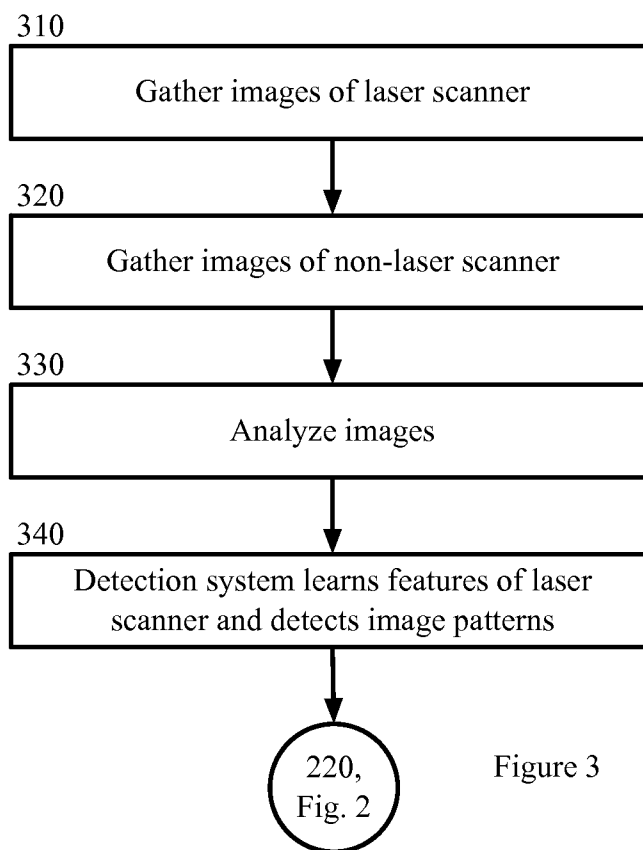 310
Gather images of laser scanner
320
Gather images of non-laser scanner
330
Analyze images
340
Detection system learns features of laser
scanner and detects image patterns
220,
Fig. 2
Figure 3